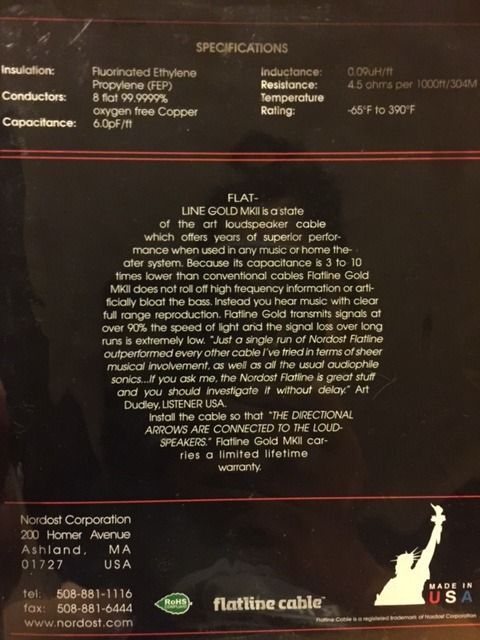 SPECIFICATIONS
Insulation: Fluorinated Ethylene
Propylene (FEP)
Conductors: 8 flat 99.9999%
oxygen free Copper
Capacitance: 6.0pF/ft
Inductance: 0.09uH/ft
Resistance: 4.5 ohms per 1000ft/304M
Temperature
Rating: -65°F to 390°F
FLAT-
LINE GOLD MKII is a state
of the art loudspeaker cable
which offers years of superior perfor-
mance when used in any music or home the-
ater system. Because its capacitance is 3 to 10
times lower than conventional cables Flatline Gold
MKII does not roll off high frequency information or arti-
ficially bloat the bass. Instead you hear music with clear
full range reproduction. Flatline Gold transmits signals at
over 90% the speed of light and the signal loss over long
runs is extremely low. "Just a single run of Nordost Flatline
outperformed every other cable I've tried in terms of sheer
musical involvement, as well as all the usual audiophile
sonics...If you ask me, the Nordost Flatline is great stuff
and you should investigate it without delay." Art
Dudley, LISTENER USA.
Install the cable so that "THE DIRECTIONAL
ARROWS ARE CONNECTED TO THE LOUD-
SPEAKERS." Flatline Gold MKII car-
ries a limited lifetime
warranty.
Nordost Corporation
200 Homer Avenue
Ashland, MA
01727 USA
tel: 508-881-1116
fax: 508-881-6444
www.nordost.com
RoHS
flatline cable™
MADE IN
USA
Flatline Cable is a registered trademark of Nordost Corporation